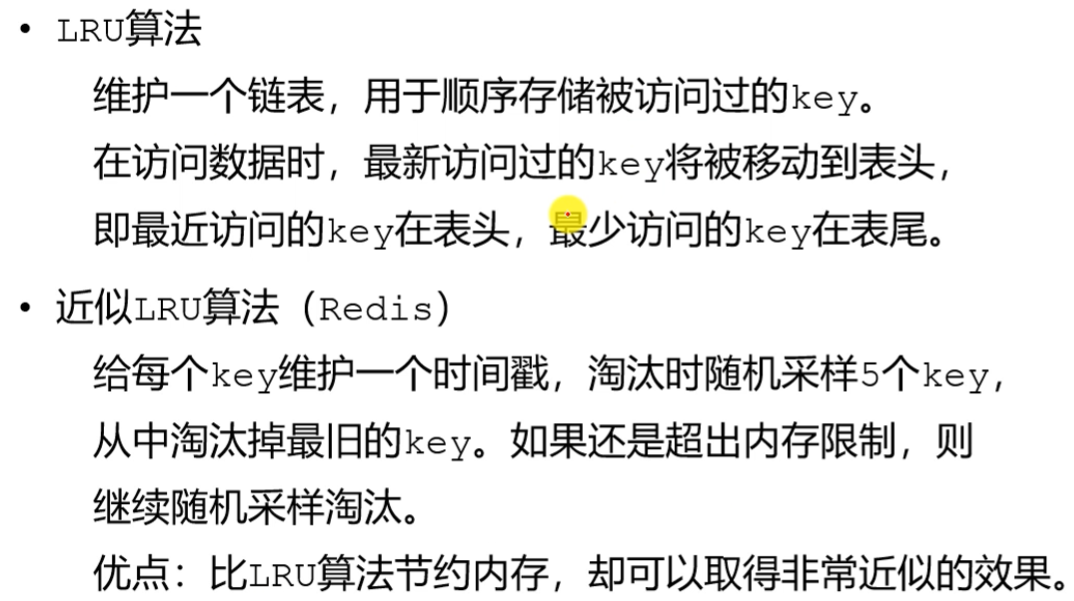 • LRU算法
维护一个链表，用于顺序存储被访问过的key。
在访问数据时，最新访问过的key将被移动到表头，
即最近访问的key在表头，最少访问的key在表尾。
• 近似LRU算法（Redis）
给每个key维护一个时间戳，淘汰时随机采样5个key，
从中淘汰掉最旧的key。如果还是超出内存限制，则
继续随机采样淘汰。
优点：比LRU算法节约内存，却可以取得非常近似的效果。